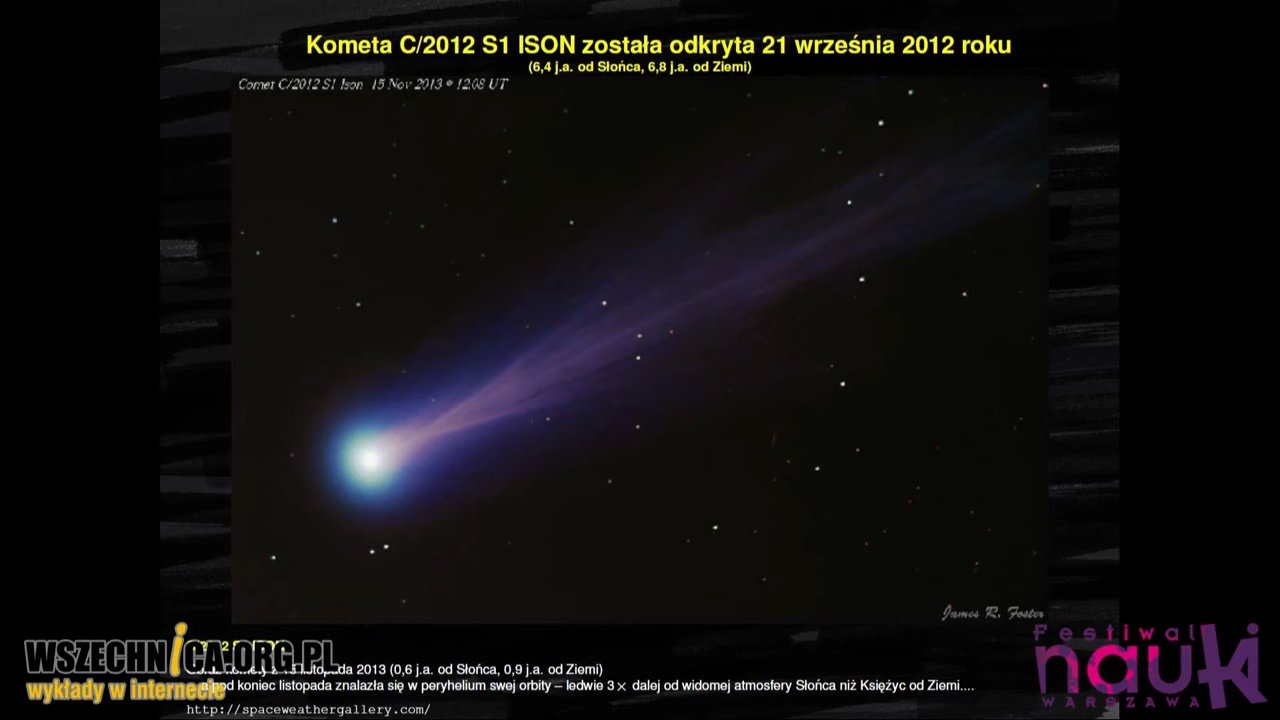 Kometa C/2012 S1 ISON została odkryta 21 września 2012 roku
(6,4 j.a. od Słońca, 6,8 j.a. od Ziemi)
Comet C/2012 S1 Ison 15 Nov 2013 @ 12:08 UT
James R. Foster
WSZECHNICA.ORG.PL
wykłady w internecie
listopada 2013 (0,6 j.a. od Słońca, 0,9 j.a. od Ziemi)
pod koniec listopada znalazła się w peryhelium swej orbity – ledwie 3× dalej od widomej atmosfery Słońca niż Księżyc od Ziemi....
http://spaceweathergallery.com/
Festiwal
nauki
WARSZAWA